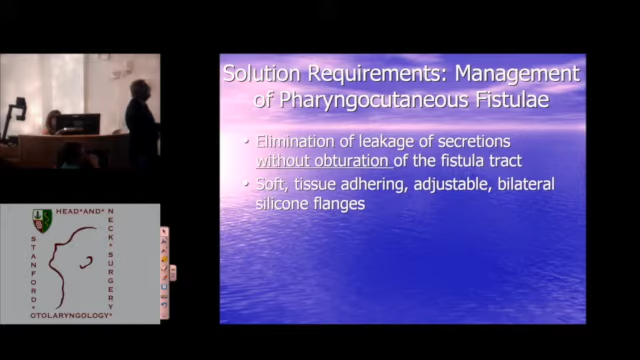 Solution Requirements: Management
of Pharyngocutaneous Fistulae
• Elimination of leakage of secretions
without obturation of the fistula tract
• Soft, tissue adhering, adjustable, bilateral
silicone flanges
HEAD*AND*
NECK*SURGERY
STANFORD*
OTOLARYNGOLOGY*